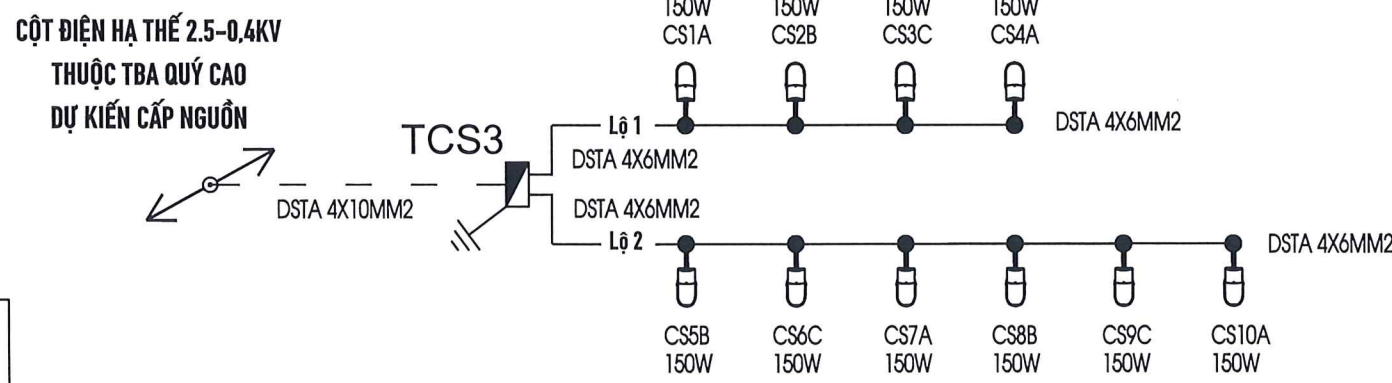 CỘT ĐIỆN HẠ THẾ 2.5-0,4KV
THUỘC TBA QUÝ CAO
DỰ KIẾN CẤP NGUỒN
150W 150W 150W 150W
CS1A CS2B CS3C CS4A
TCS3
Lộ 1
DSTA 4X6MM2
DSTA 4X6MM2
DSTA 4X10MM2
DSTA 4X6MM2
Lộ 2
DSTA 4X6MM2
CS5B CS6C CS7A CS8B CS9C CS10A
150W 150W 150W 150W 150W 150W